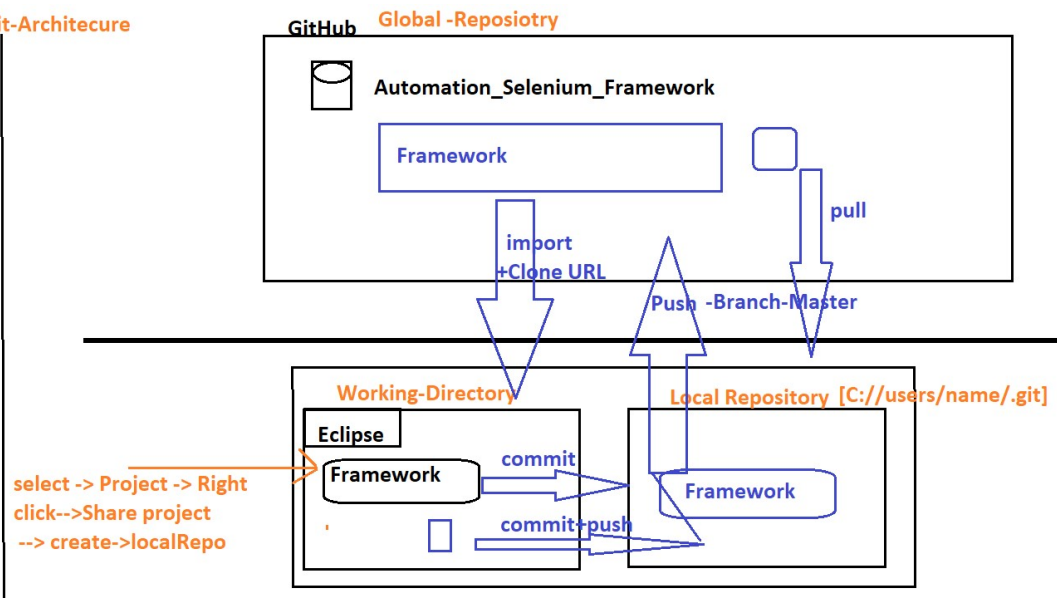 it-Architecure
GitHub
Global -Reposiotry
Automation_Selenium_Framework
Framework
pull
import
+Clone URL
Push -Branch-Master
Working-Directory
Local Repository [C://users/name/.git]
Eclipse
Framework
commit
Framework
select -> Project -> Right
click-->Share project
--> create->localRepo
commit+push